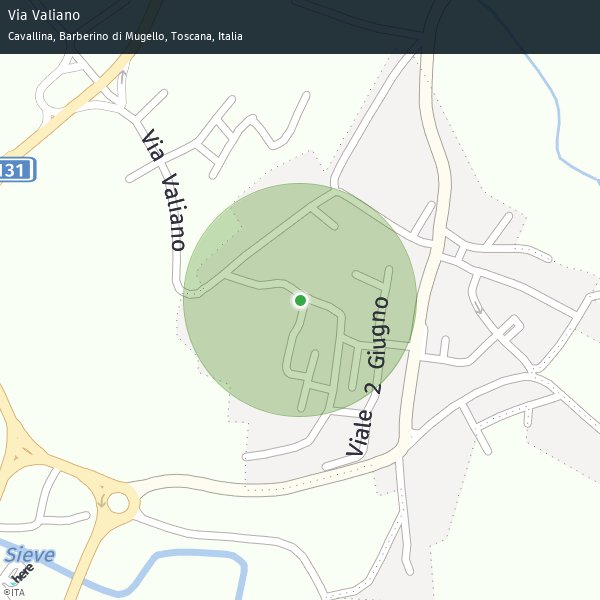 Via Valiano
Cavallina, Barberino di Mugello, Toscana, Italia
Via Valiano
131
Viale 2 Giugno
Sieve
here
©ITA